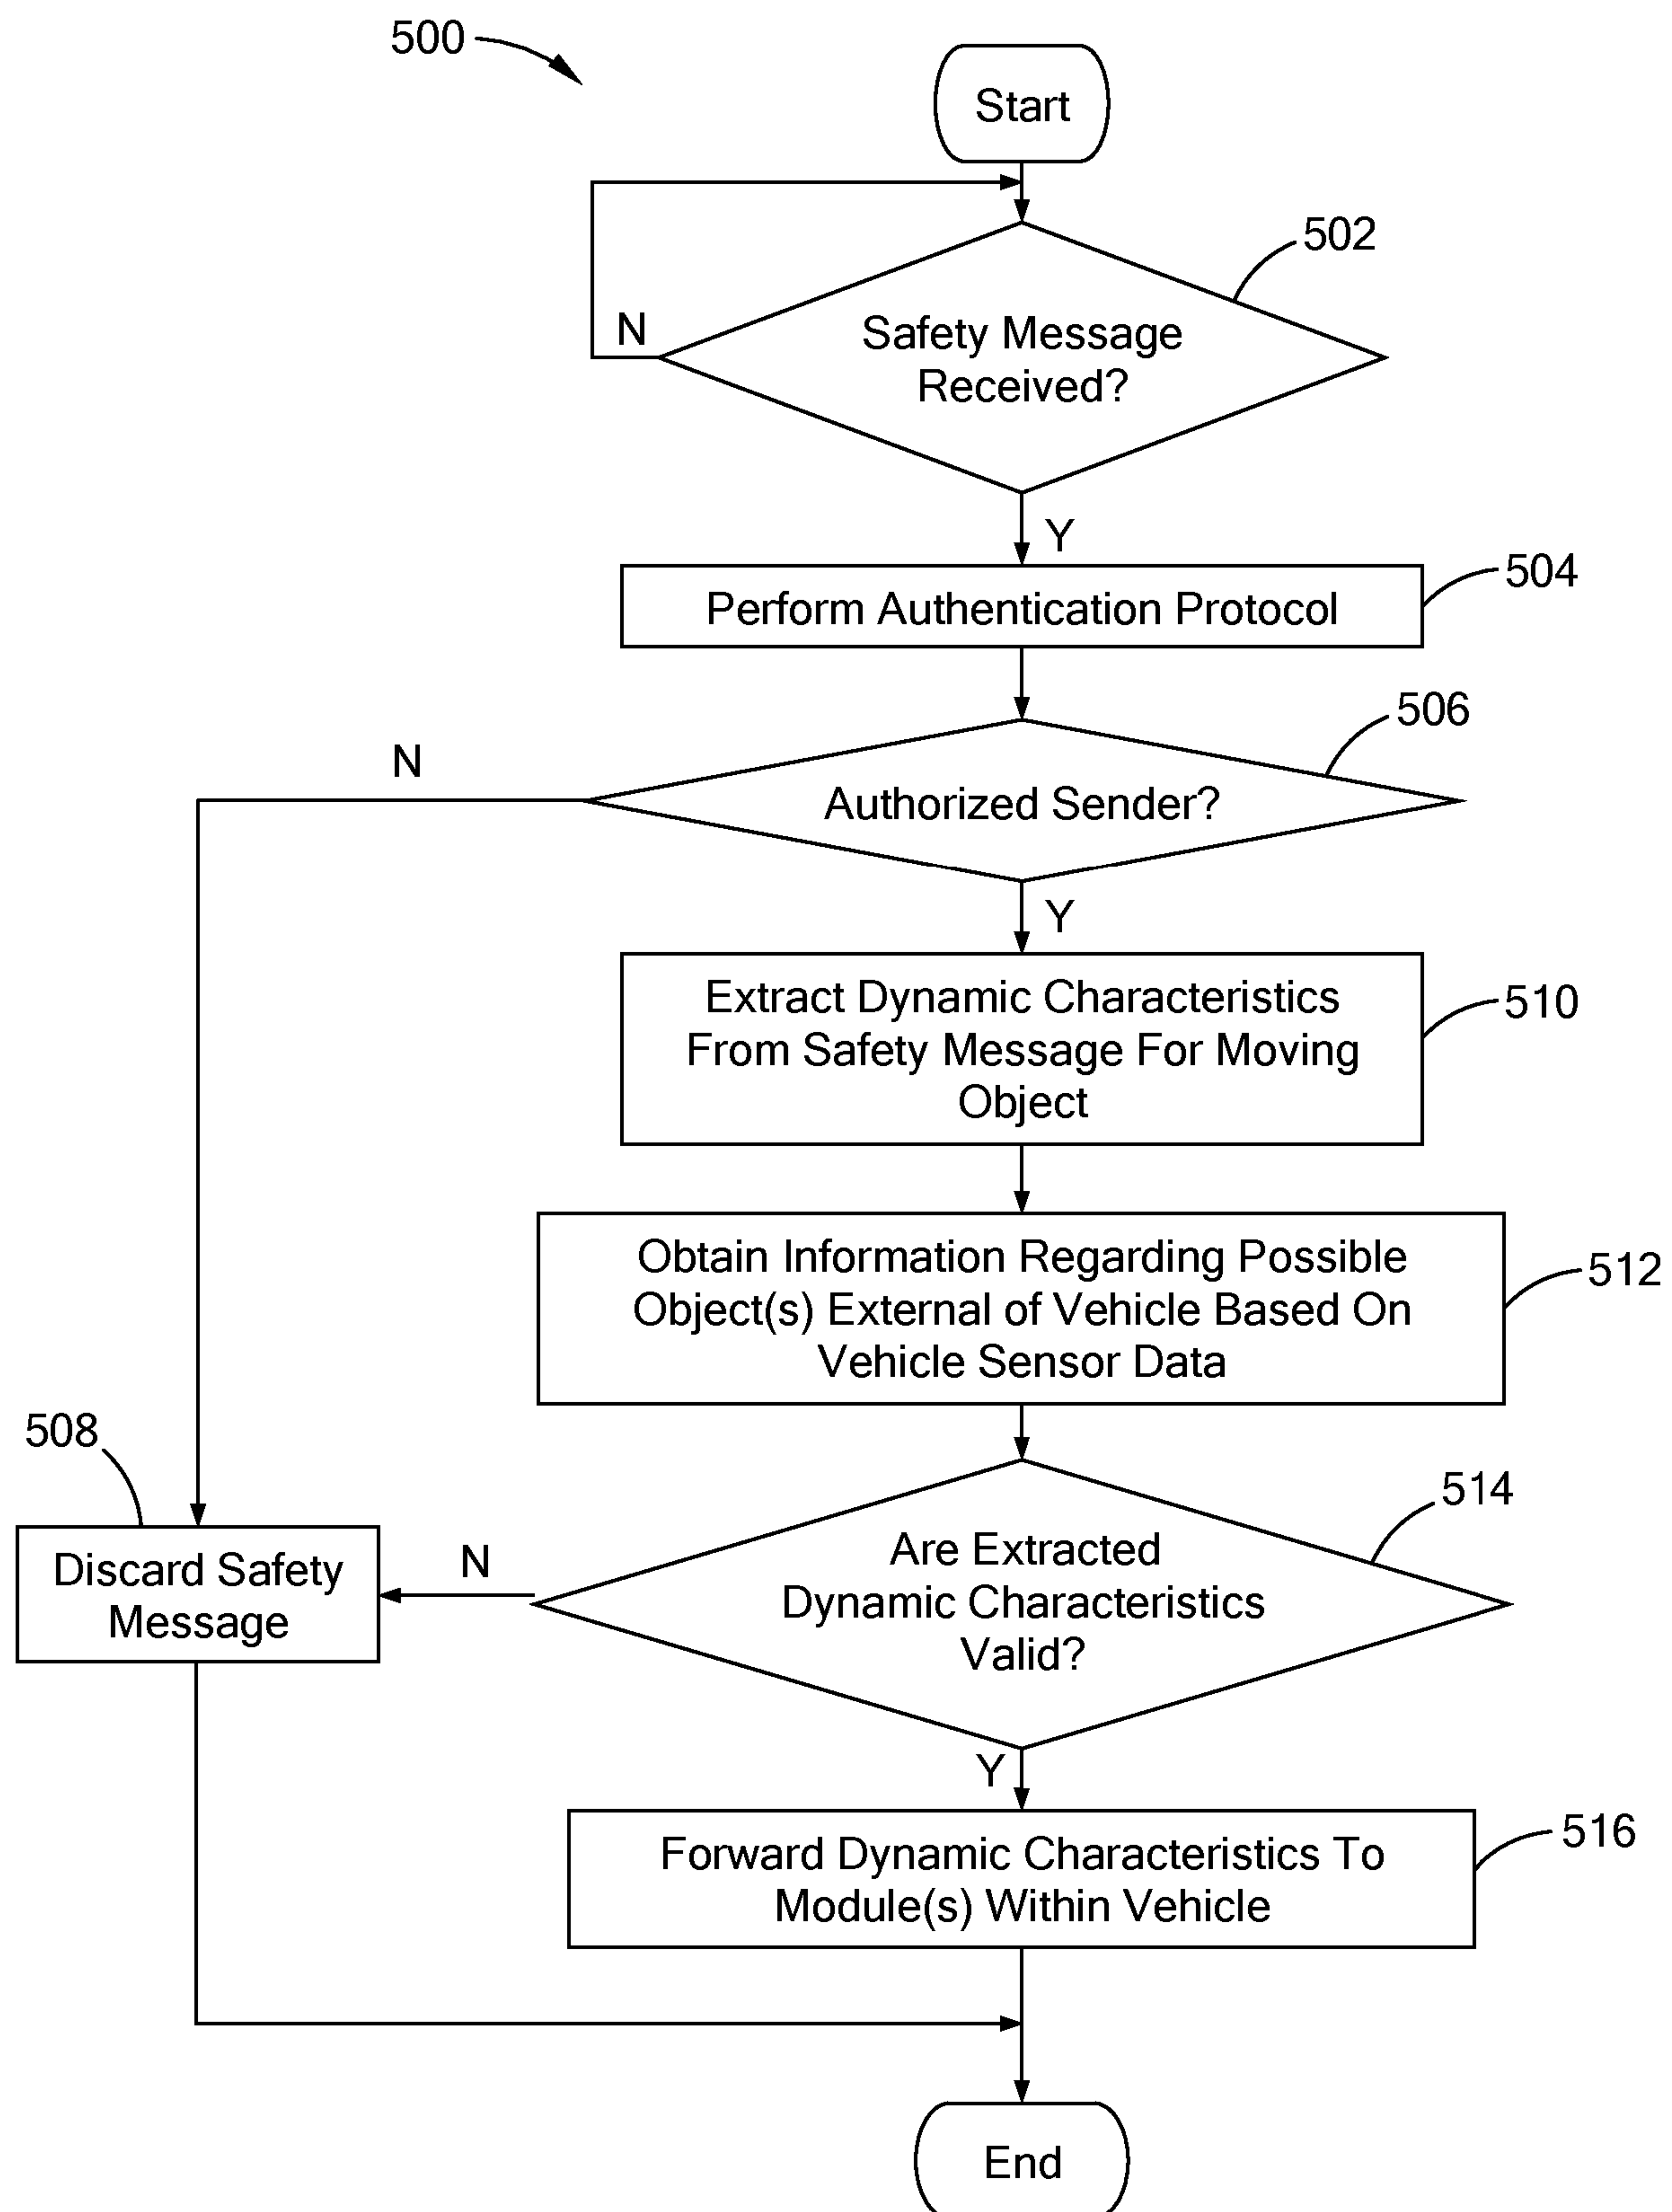 500
Start
502
Safety Message
Received?
N
Y
504
Perform Authentication Protocol
506
N
Authorized Sender?
Y
Extract Dynamic Characteristics
From Safety Message For Moving
Object
510
Obtain Information Regarding Possible
Object(s) External of Vehicle Based On
Vehicle Sensor Data
512
508
Discard Safety
Message
N
514
Are Extracted
Dynamic Characteristics
Valid?
Y
516
Forward Dynamic Characteristics To
Module(s) Within Vehicle
End